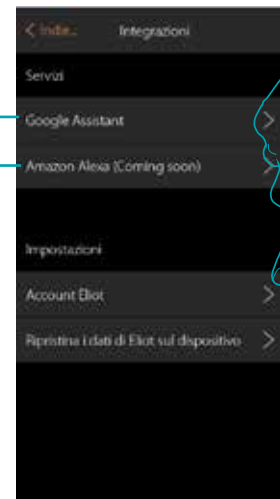 < Indie... Integrazioni
Servizi
Google Assistant
Amazon Alexa (Coming soon)
Impostazioni
Account Eliot
Ripristina i dati di Eliot sul dispositivo